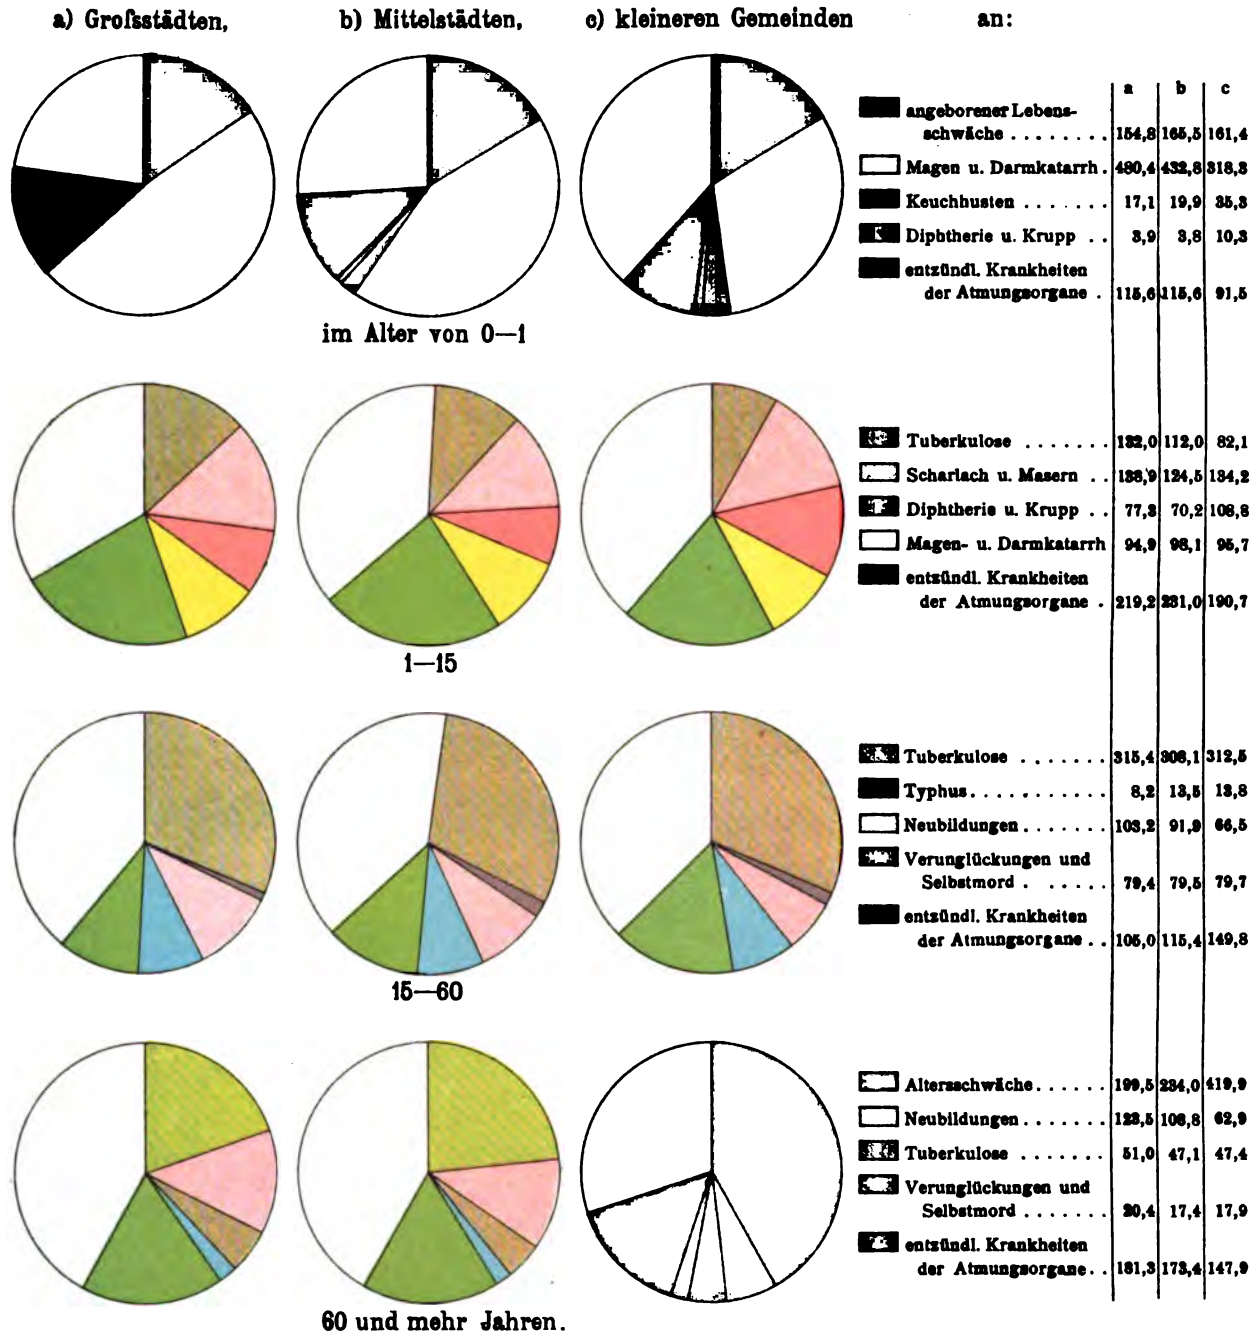 a) Großstädten, b) Mittelstädten, c) kleineren Gemeinden an:
a b c
angeborener Lebens-
schwäche . . . . . . . . 154,8 165,5 161,4
Magen u. Darmkatarrh . 480,4 432,8 318,3
Keuchhusten . . . . . . 17,1 19,9 35,3
Diphtherie u. Krupp . . 3,9 3,8 10,3
entzündl. Krankheiten
der Atmungsorgane . 115,6 115,6 91,5
im Alter von 0—1
Tuberkulose . . . . . . . 132,0 112,0 82,1
Scharlach u. Masern . . 138,9 124,5 134,2
Diphtherie u. Krupp . . 77,3 70,2 108,8
Magen- u. Darmkatarrh 94,9 98,1 95,7
entzündl. Krankheiten
der Atmungsorgane . 219,2 231,0 190,7
1—15
Tuberkulose . . . . . . . 315,4 306,1 312,5
Typhus . . . . . . . . . . 8,2 13,5 13,8
Neubildungen . . . . . . . 103,2 91,9 66,5
Verunglückungen und
Selbstmord . . . . . . . 79,4 79,5 79,7
entzündl. Krankheiten
der Atmungsorgane . . 105,0 115,4 149,8
15—60
Altersschwäche . . . . . . 199,5 234,0 419,9
Neubildungen . . . . . . . 123,5 106,8 62,9
Tuberkulose . . . . . . . 51,0 47,1 47,4
Verunglückungen und
Selbstmord . . . . . . . 20,4 17,4 17,9
entzündl. Krankheiten
der Atmungsorgane . . 181,3 173,4 147,9
60 und mehr Jahren.